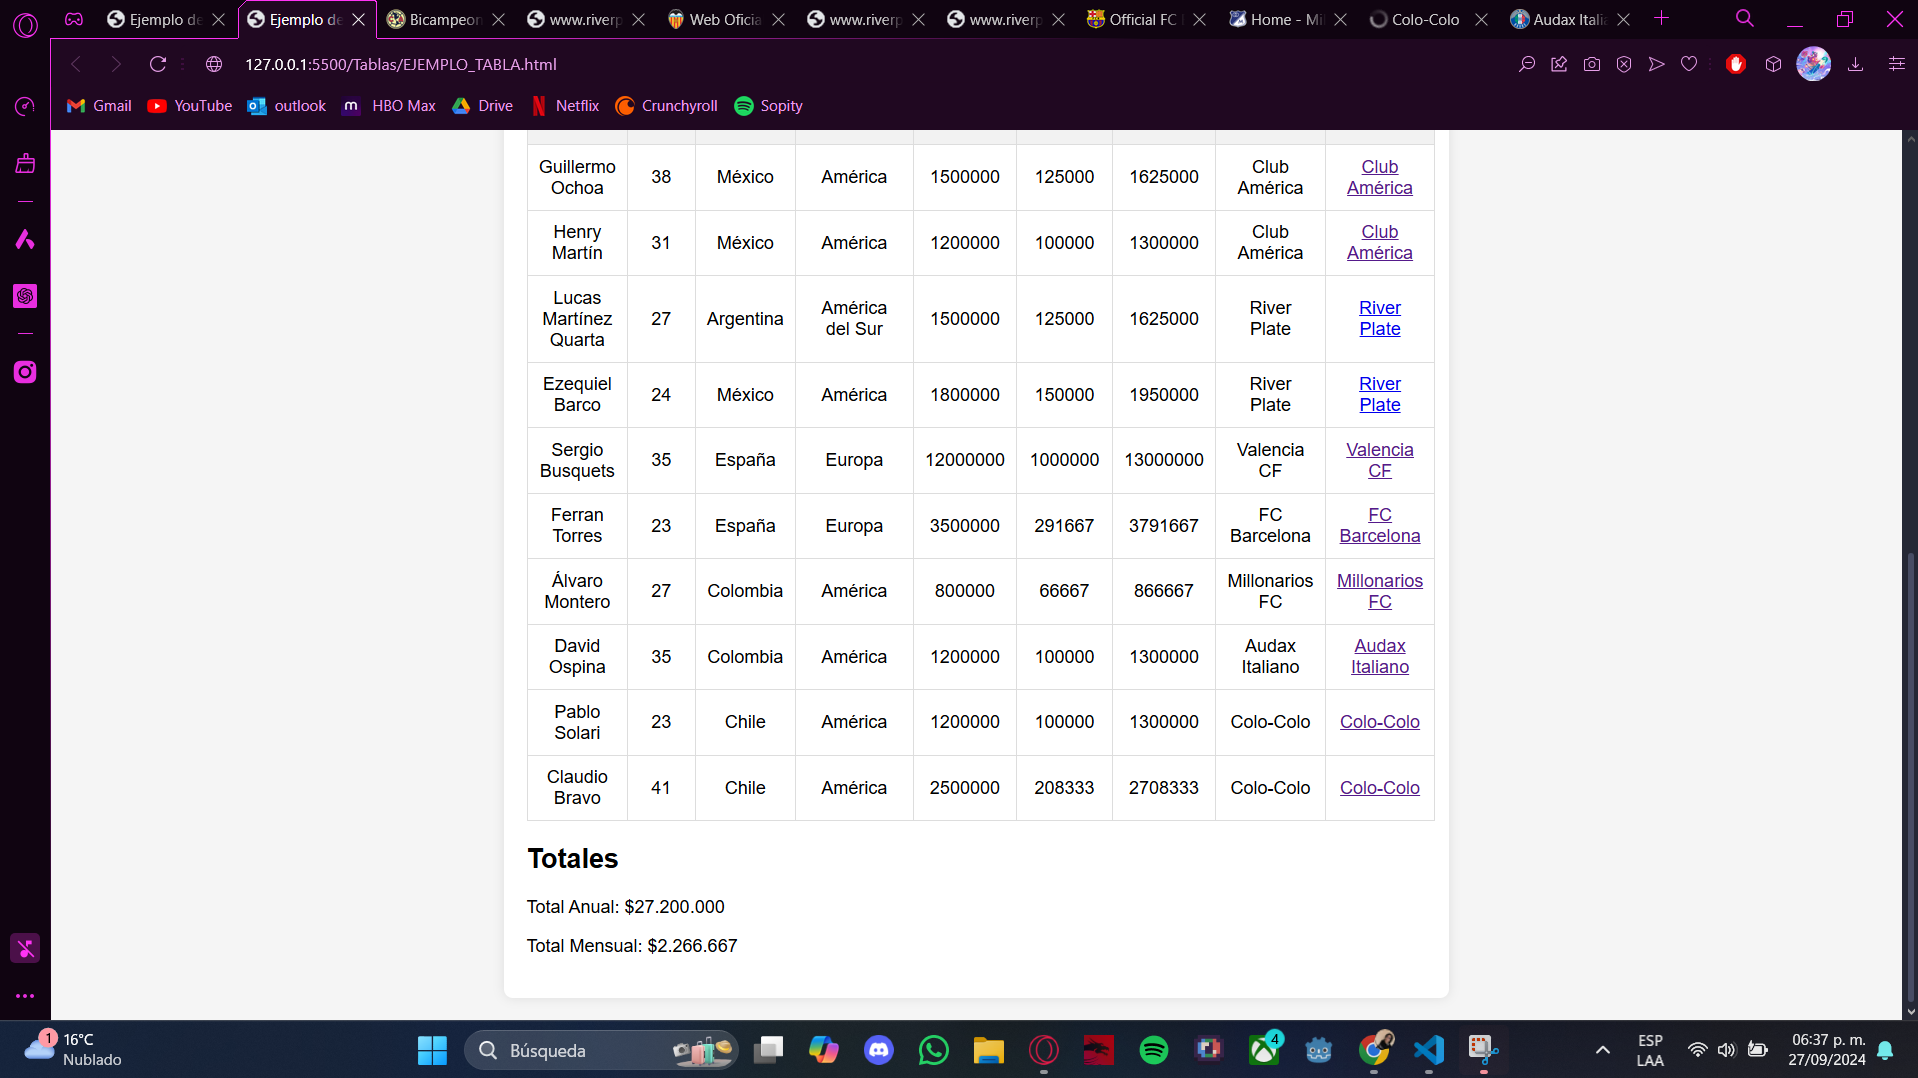 Ejemplo de
Ejemplo de
Bicampeon
www.riverp
Web Oficia
www.riverp
www.riverp
Official FC
Home - Mi
Colo-Colo
Audax Itali
127.0.0.1:5500/Tablas/EJEMPLO_TABLA.html
Gmail
YouTube
outlook
HBO Max
Drive
Netflix
Crunchyroll
Sopity
Guillermo Ochoa 38 México América 1500000 125000 1625000 Club América Club América
Henry Martín 31 México América 1200000 100000 1300000 Club América Club América
Lucas Martínez Quarta 27 Argentina América del Sur 1500000 125000 1625000 River Plate River Plate
Ezequiel Barco 24 México América 1800000 150000 1950000 River Plate River Plate
Sergio Busquets 35 España Europa 12000000 1000000 13000000 Valencia CF Valencia CF
Ferran Torres 23 España Europa 3500000 291667 3791667 FC Barcelona FC Barcelona
Álvaro Montero 27 Colombia América 800000 66667 866667 Millonarios FC Millonarios FC
David Ospina 35 Colombia América 1200000 100000 1300000 Audax Italiano Audax Italiano
Pablo Solari 23 Chile América 1200000 100000 1300000 Colo-Colo Colo-Colo
Claudio Bravo 41 Chile América 2500000 208333 2708333 Colo-Colo Colo-Colo
Totales
Total Anual: $27.200.000
Total Mensual: $2.266.667
1
16°C
Nublado
Búsqueda
4
ESP
LAA
06:37 p. m.
27/09/2024